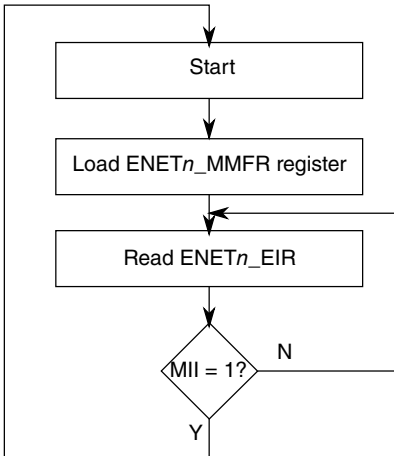 Start
Load ENETn_MMFR register
Read ENETn_EIR
MII = 1?
N
Y